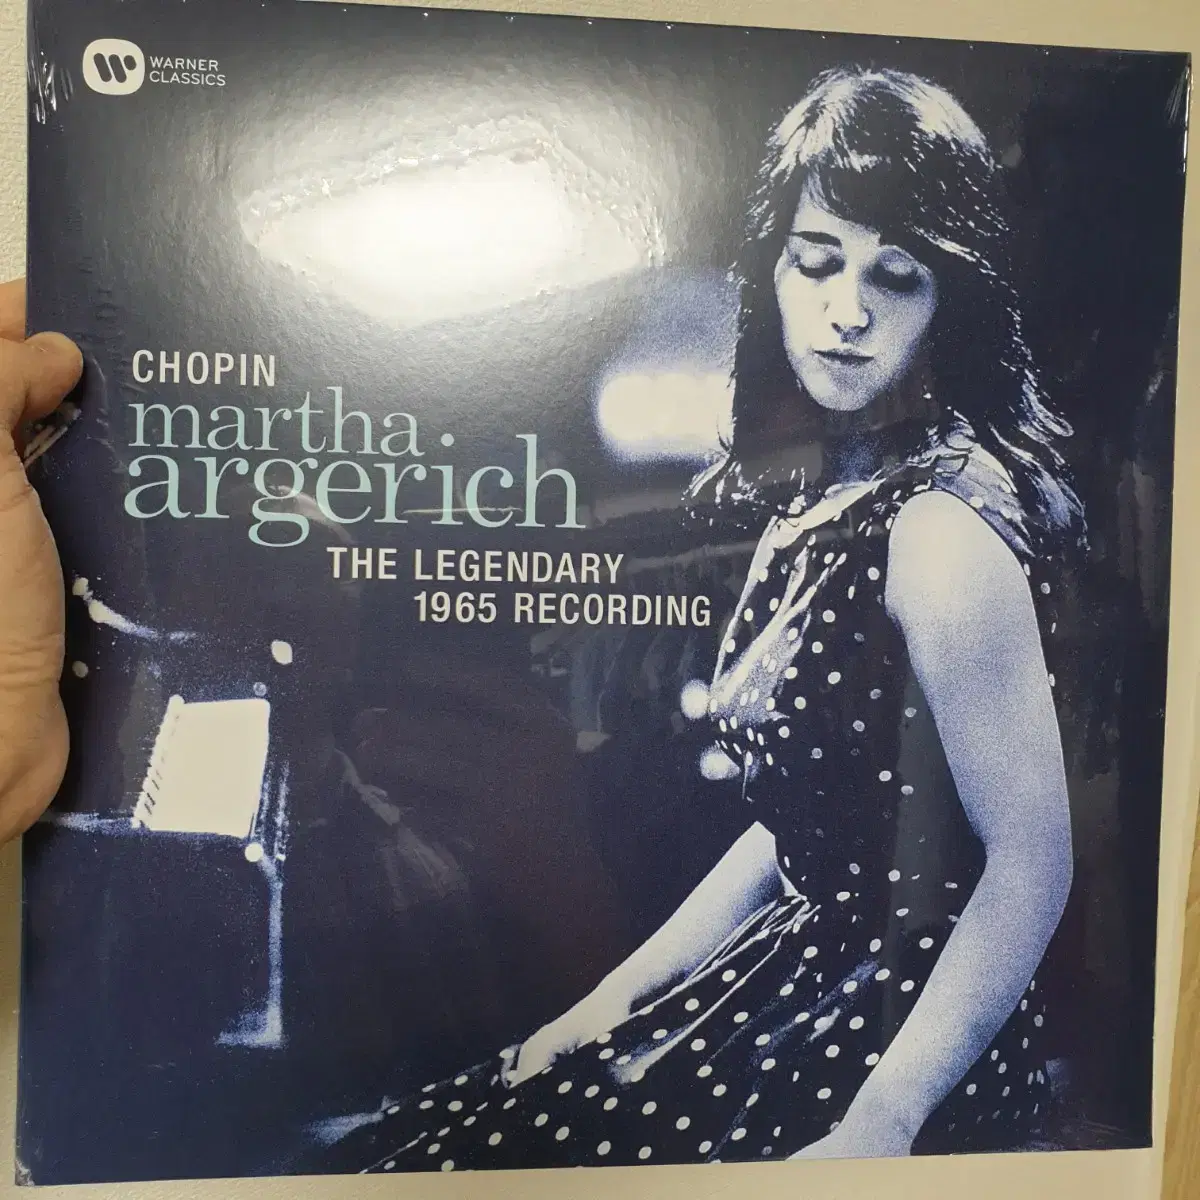 WARNER
CLASSICS
CHOPIN
martha
argerich
THE LEGENDARY
1965 RECORDING